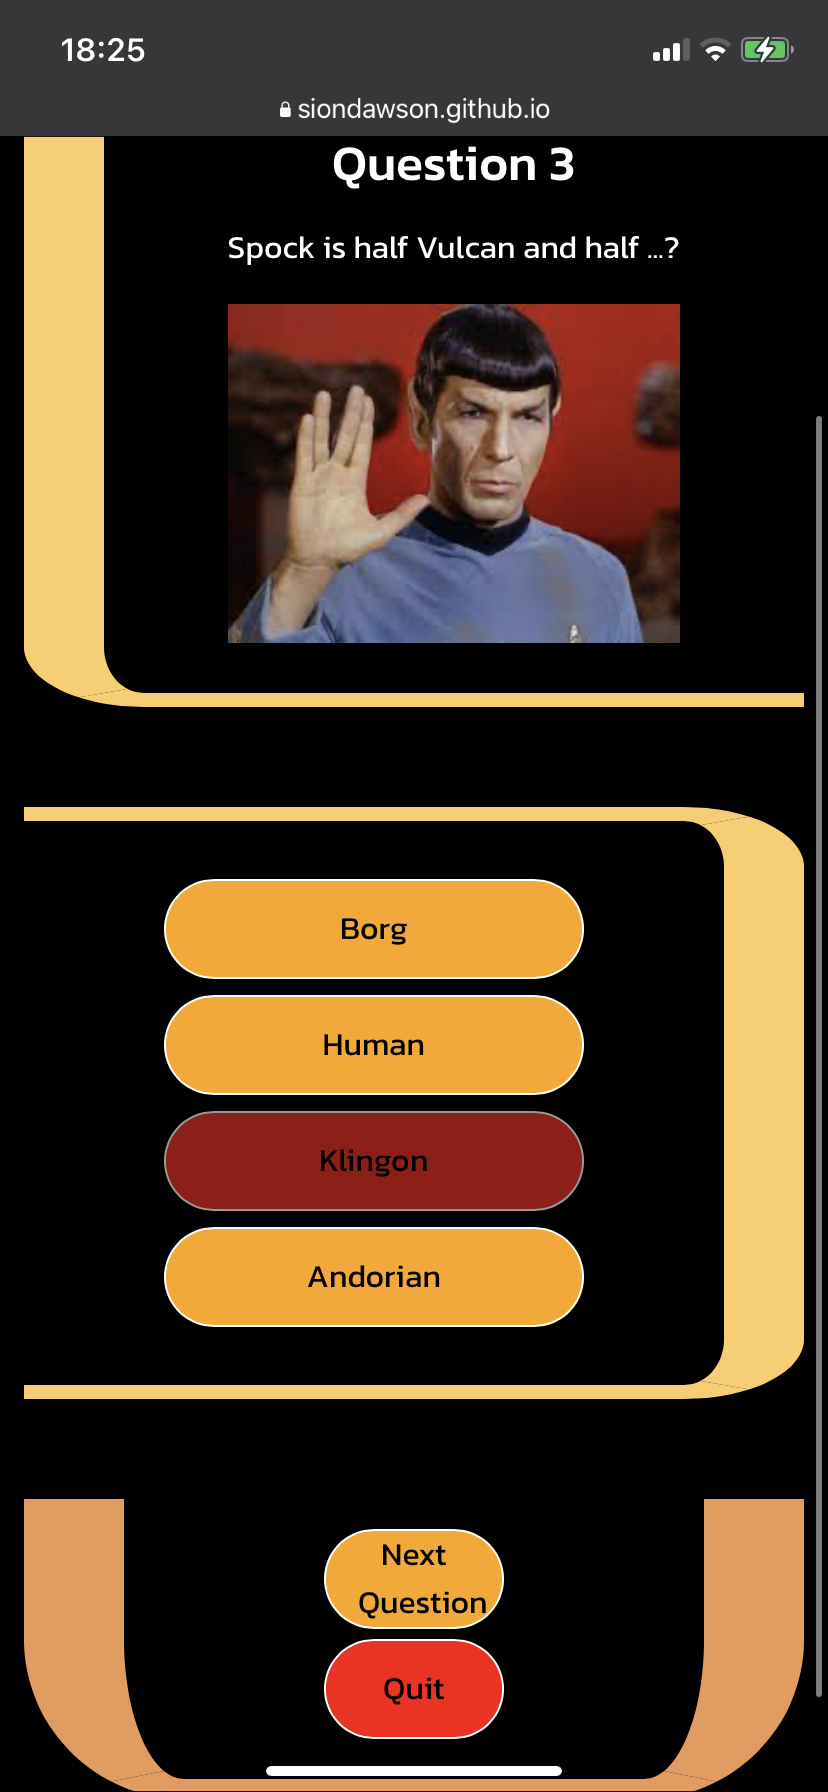 18:25
siondawson.github.io
Question 3
Spock is half Vulcan and half ...?
Borg
Human
Klingon
Andorian
Next
Question
Quit